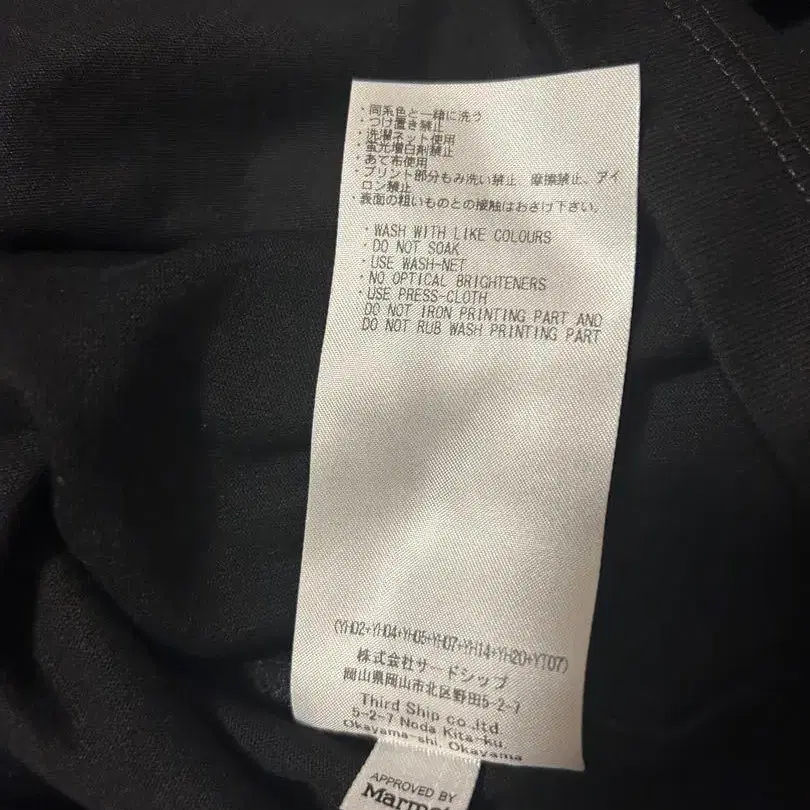 ・同系色と一緒に洗う
・つけ置き禁止
・洗濯ネット使用
・蛍光増白剤禁止
・あて布使用
・プリント部分もみ洗い禁止、摩擦禁止、アイ
ロン禁止
・表面の粗いものとの接触はおさけ下さい。
・WASH WITH LIKE COLOURS
・DO NOT SOAK
・USE WASH-NET
・NO OPTICAL BRIGHTENERS
・USE PRESS-CLOTH
DO NOT IRON PRINTING PART AND
DO NOT RUB WASH PRINTING PART
(YH02+YH04+YH05+YH07+YH14+YH20+YT07)
株式会社サードシップ
岡山県岡山市北区野田5-2-7
Third Ship co.,ltd.
5-2-7 Noda Kita-ku,
Okayama-shi, Okayama
APPROVED BY